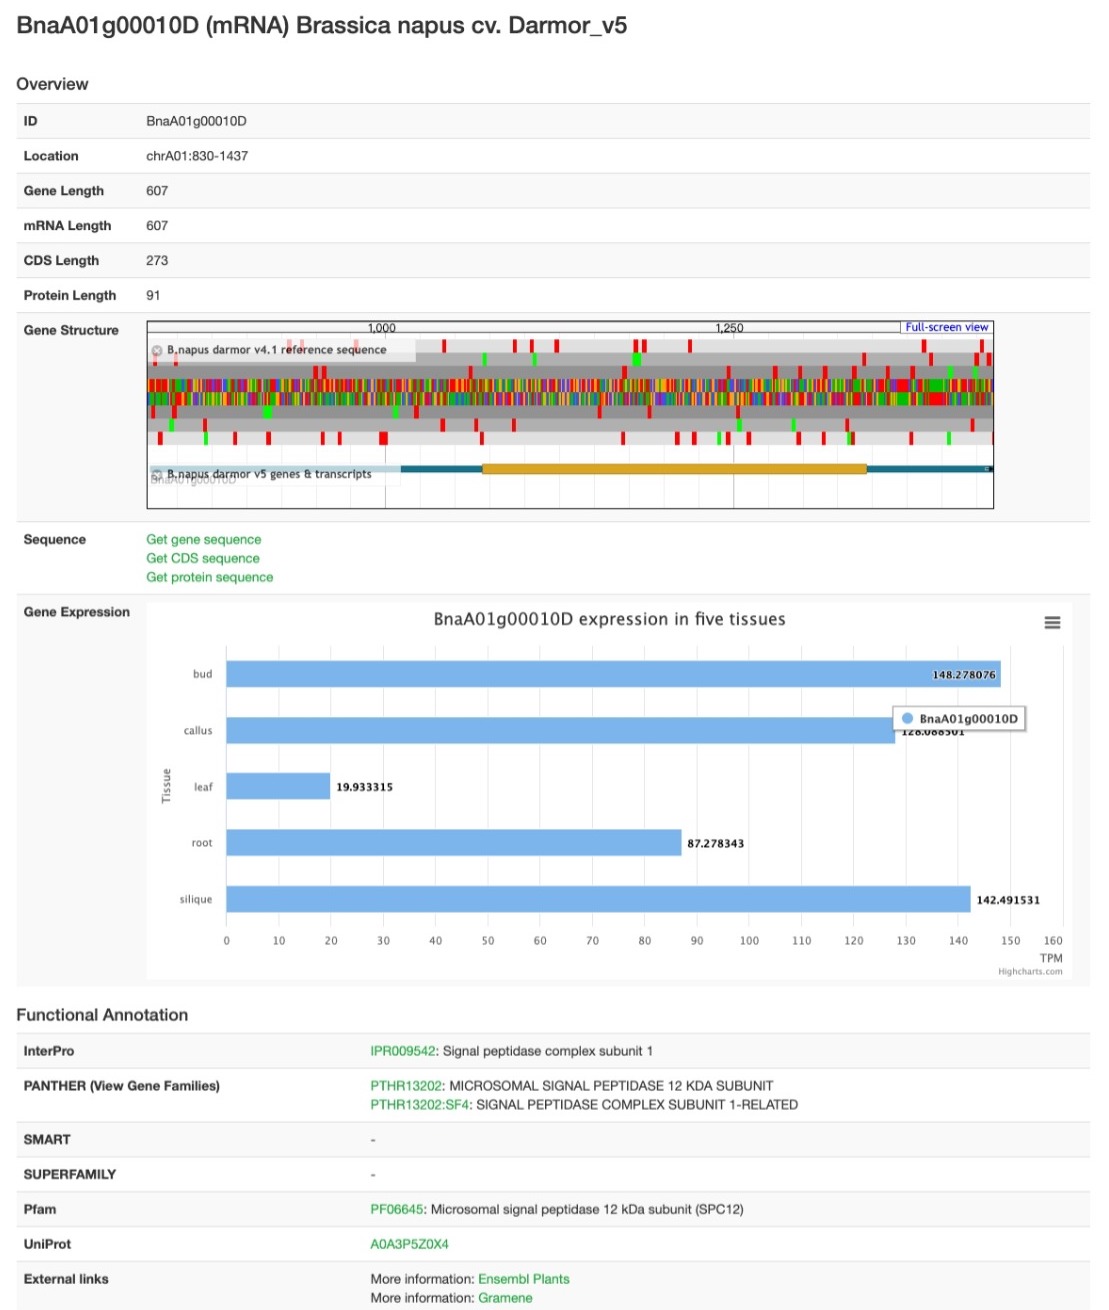 BnaA01g00010D (mRNA) Brassica napus cv. Darmor_v5
Overview
ID BnaA01g00010D
Location chrA01:830-1437
Gene Length 607
mRNA Length 607
CDS Length 273
Protein Length 91
Gene Structure
1,000 1,250 Full-screen view
B.napus darmor v4.1 reference sequence
B.napus darmor v5 genes & transcripts
BnaA01g00010D
Sequence Get gene sequence
Get CDS sequence
Get protein sequence
Gene Expression
BnaA01g00010D expression in five tissues
bud 148.278076
BnaA01g00010D
callus
Tissue
leaf 19.933315
root 87.278343
silique 142.491531
0 10 20 30 40 50 60 70 80 90 100 110 120 130 140 150 160
TPM
Highcharts.com
Functional Annotation
InterPro IPR009542: Signal peptidase complex subunit 1
PANTHER (View Gene Families) PTHR13202: MICROSOMAL SIGNAL PEPTIDASE 12 KDA SUBUNIT
PTHR13202:SF4: SIGNAL PEPTIDASE COMPLEX SUBUNIT 1-RELATED
SMART -
SUPERFAMILY -
Pfam PF06645: Microsomal signal peptidase 12 kDa subunit (SPC12)
UniProt A0A3P5Z0X4
External links More information: Ensembl Plants
More information: Gramene